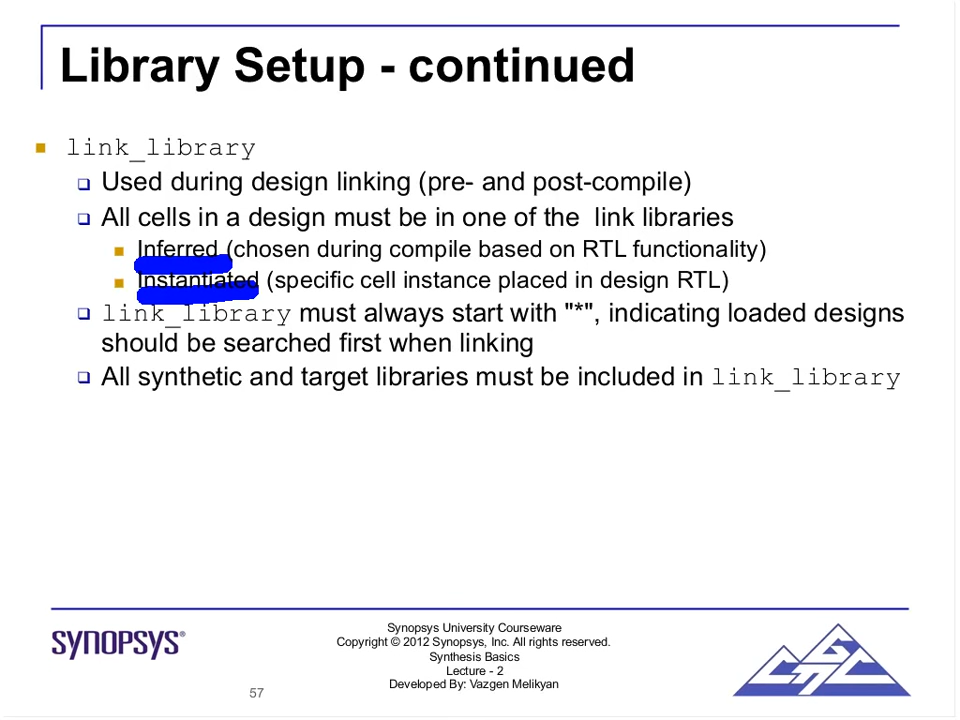 Library Setup - continued
link_library
Used during design linking (pre- and post-compile)
All cells in a design must be in one of the link libraries
Inferred (chosen during compile based on RTL functionality)
Instantiated (specific cell instance placed in design RTL)
link_library must always start with "*", indicating loaded designs
should be searched first when linking
All synthetic and target libraries must be included in link_library
SYNOPSYS®
Synopsys University Courseware
Copyright © 2012 Synopsys, Inc. All rights reserved.
Synthesis Basics
Lecture - 2
Developed By: Vazgen Melikyan
57